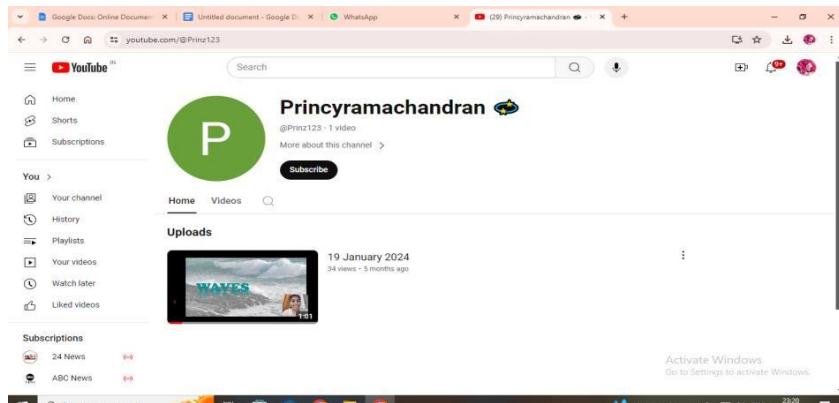 Google Docs: Online Documen
Untitled document - Google D
WhatsApp
(29) Princyramachandran
youtube.com/@Prinz123
YouTube IN
Search
9+
Home
Shorts
Subscriptions
You >
Your channel
History
Playlists
Your videos
Watch later
Liked videos
Subscriptions
24 News
ABC News
P
Princyramachandran
@Prinz123 · 1 video
More about this channel >
Subscribe
Home Videos
Uploads
WAVES
1:01
19 January 2024
34 views · 5 months ago
Activate Windows
Go to Settings to activate Windows.
23:20